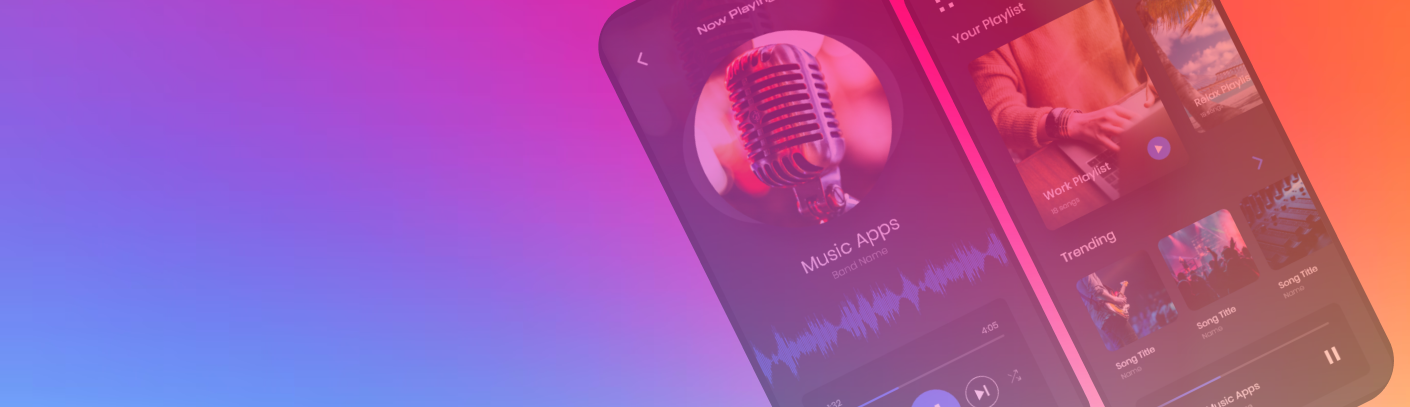 Now Playing
Music Apps
Band Name
4:05
Your Playlist
Work Playlist
18 songs
Relax Playlist
Trending
Song Title
Name
Song Title
Name
Song Title
Name
Music Apps